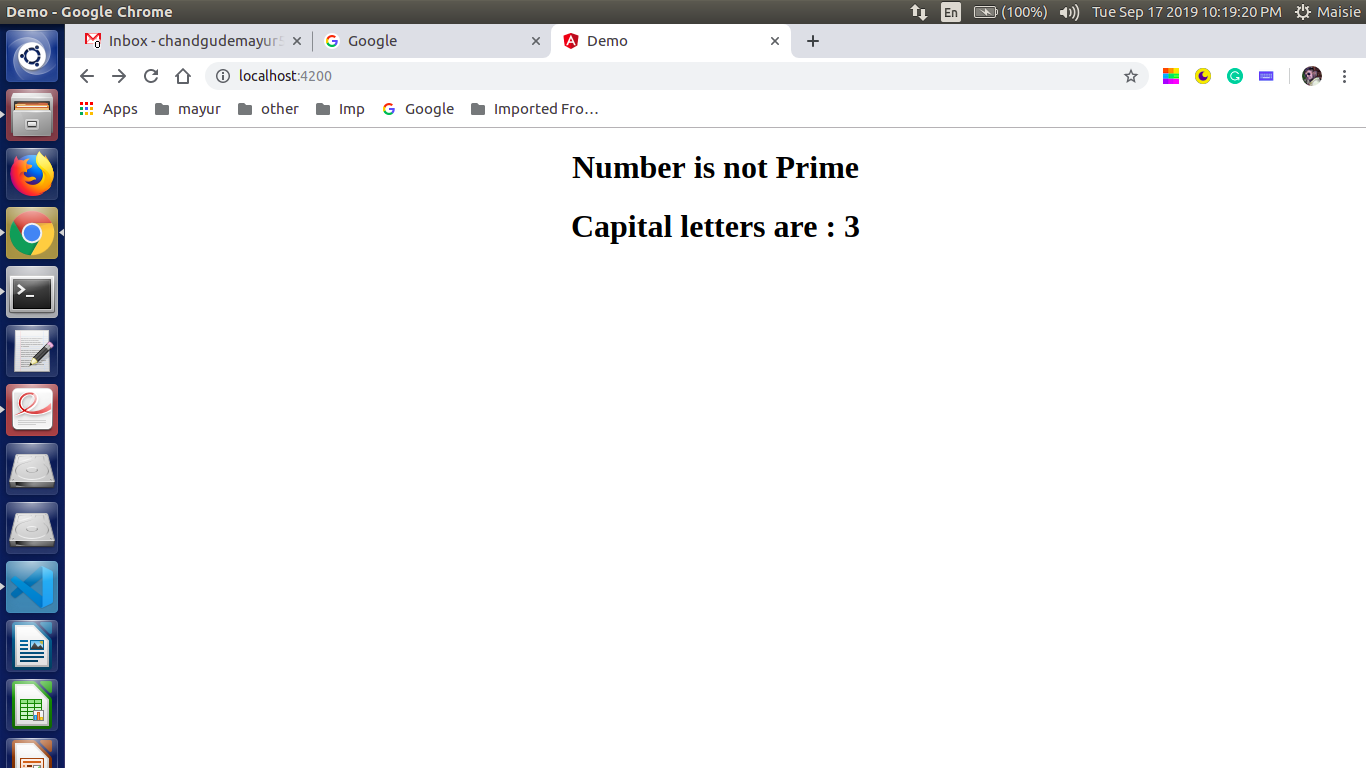 Demo - Google Chrome
En
(100%)
Tue Sep 17 2019 10:19:20 PM
Maisie
Inbox - chandgudemayur
Google
Demo
localhost:4200
Apps
mayur
other
Imp
Google
Imported Fro…
Number is not Prime
Capital letters are : 3